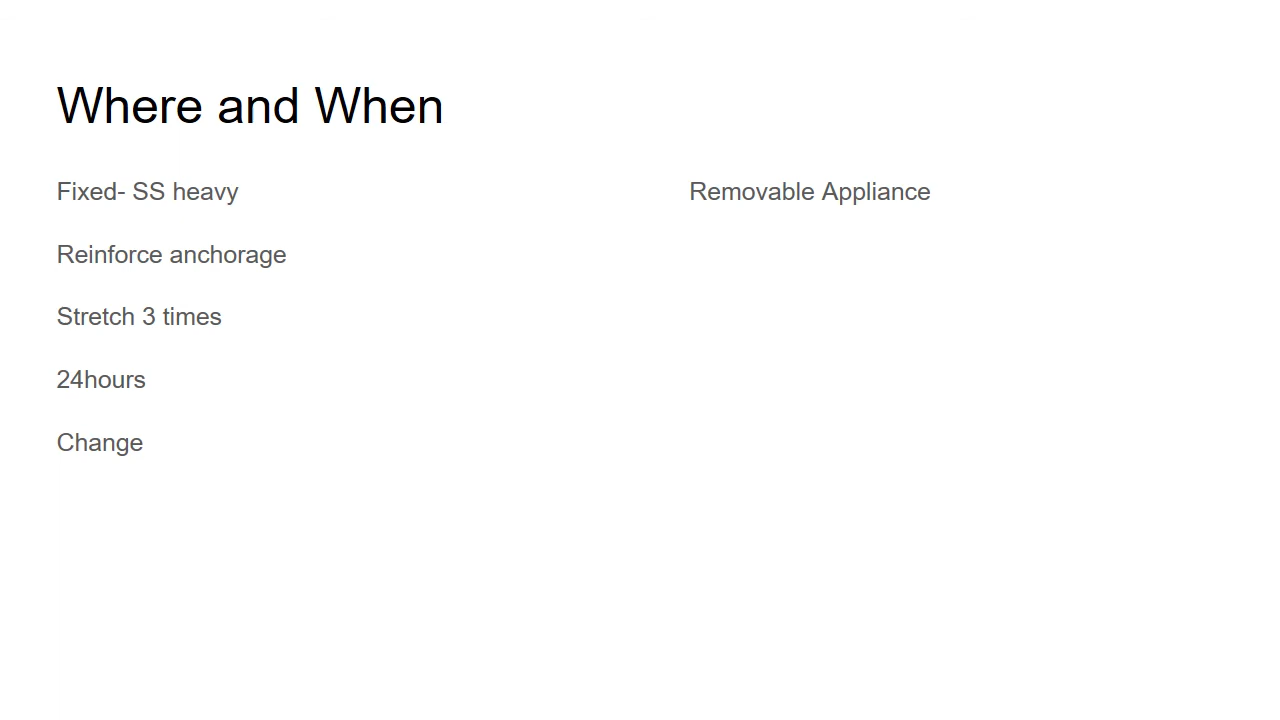 Where and When
Fixed- SS heavy
Reinforce anchorage
Stretch 3 times
24hours
Change
Removable Appliance